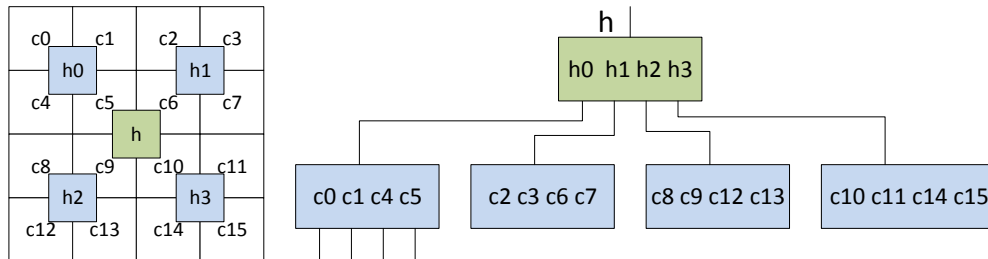 c0 c1 c2 c3
h0 h1
c4 c5 c6 c7
h
c8 c9 c10 c11
h2 h3
c12 c13 c14 c15
h
h0 h1 h2 h3
c0 c1 c4 c5
c2 c3 c6 c7
c8 c9 c12 c13
c10 c11 c14 c15